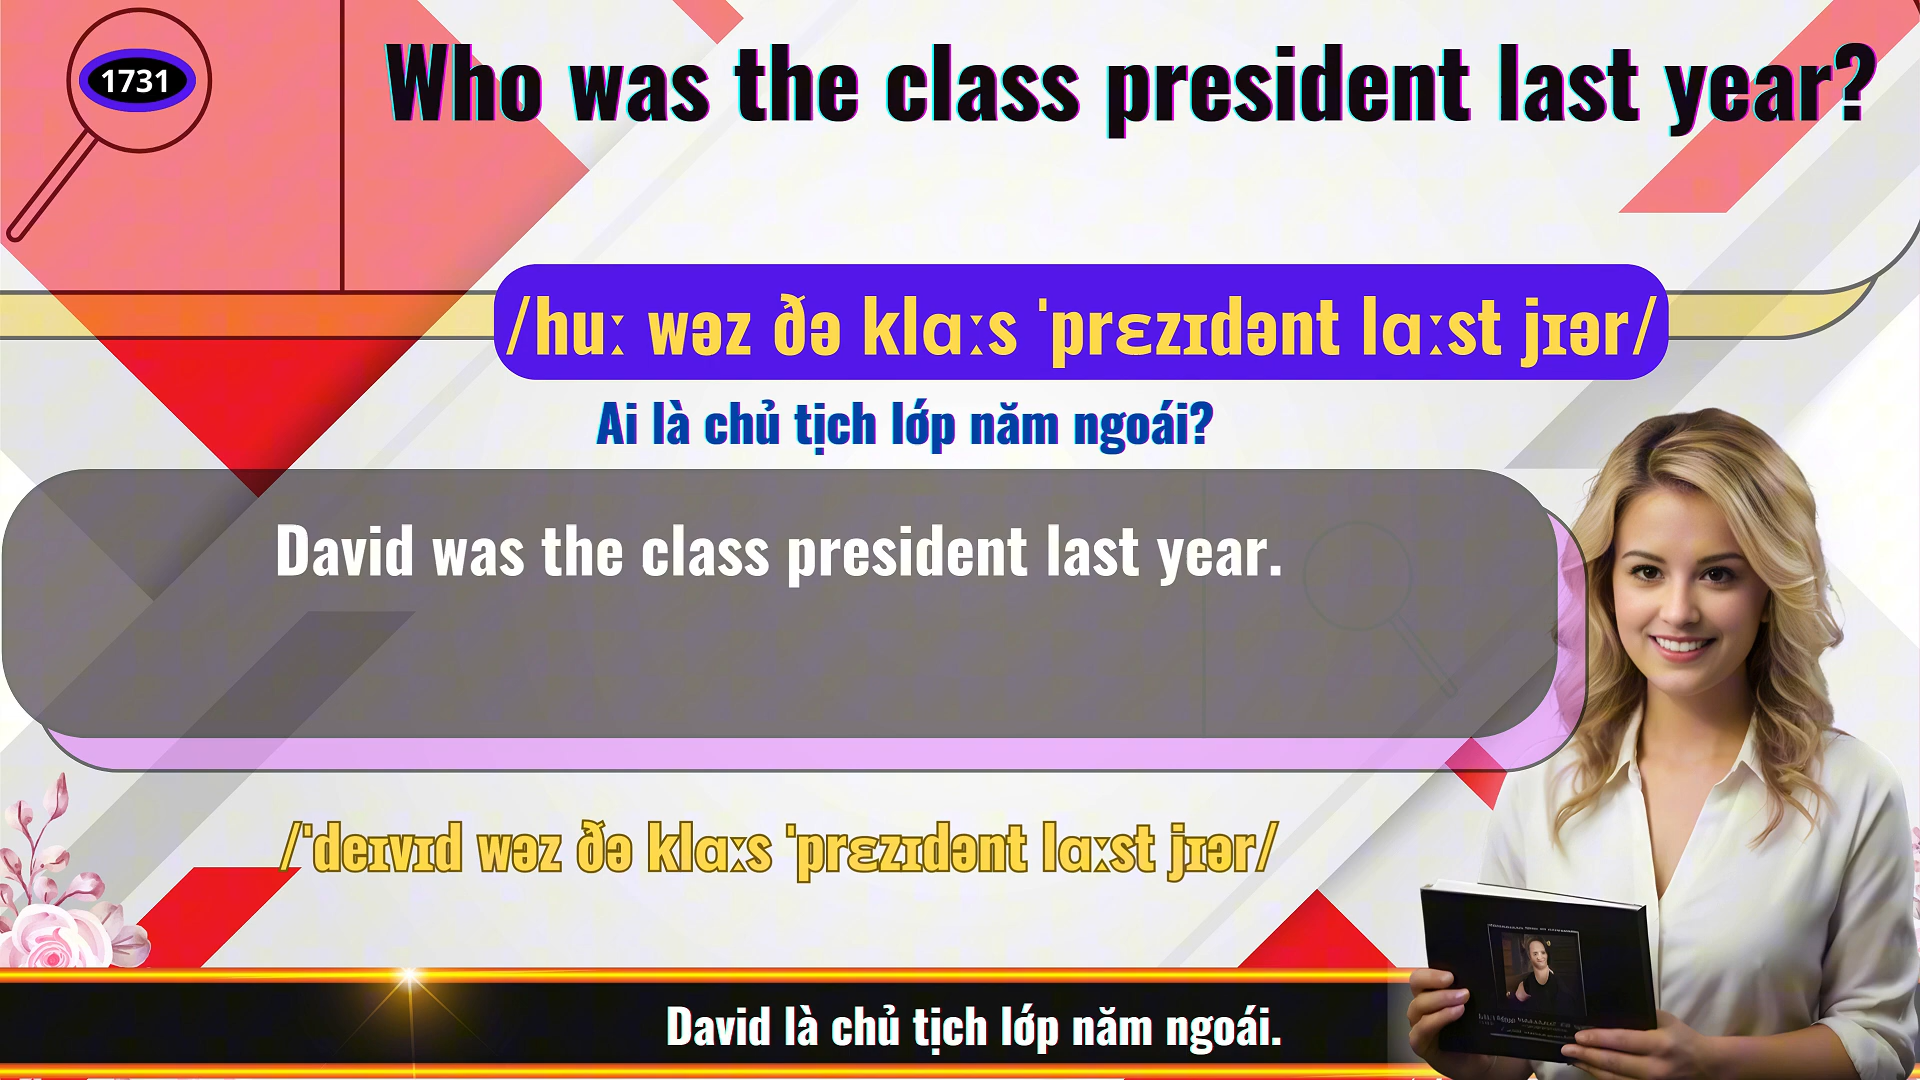 1731
Who was the class president last year?
/huː wəz ðə klɑːs ˈprɛzɪdənt lɑːst jɪər/
Ai là chủ tịch lớp năm ngoái?
David was the class president last year.
/ˈdeɪvɪd wəz ðə klɑːs ˈprɛzɪdənt lɑːst jɪər/
David là chủ tịch lớp năm ngoái.